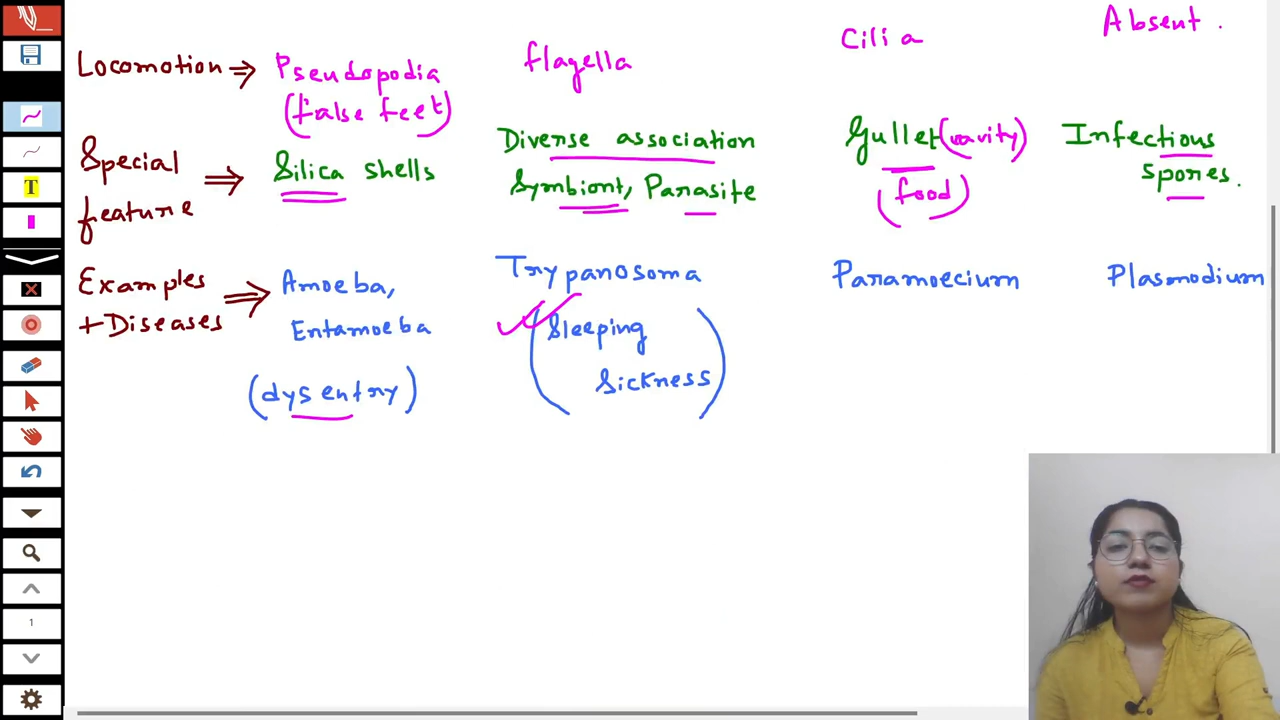 Locomotion ⇒ Pseudopodia flagella Cilia Absent.
(false feet)
Special feature ⇒ Silica shells Diverse association Gullet (cavity) Infectious
Symbiont, Parasite (food) spores.
Examples ⇒ Amoeba, Trypanosoma Paramoecium Plasmodium
+Diseases Entamoeba (Sleeping
(dysentry) Sickness)
1
T